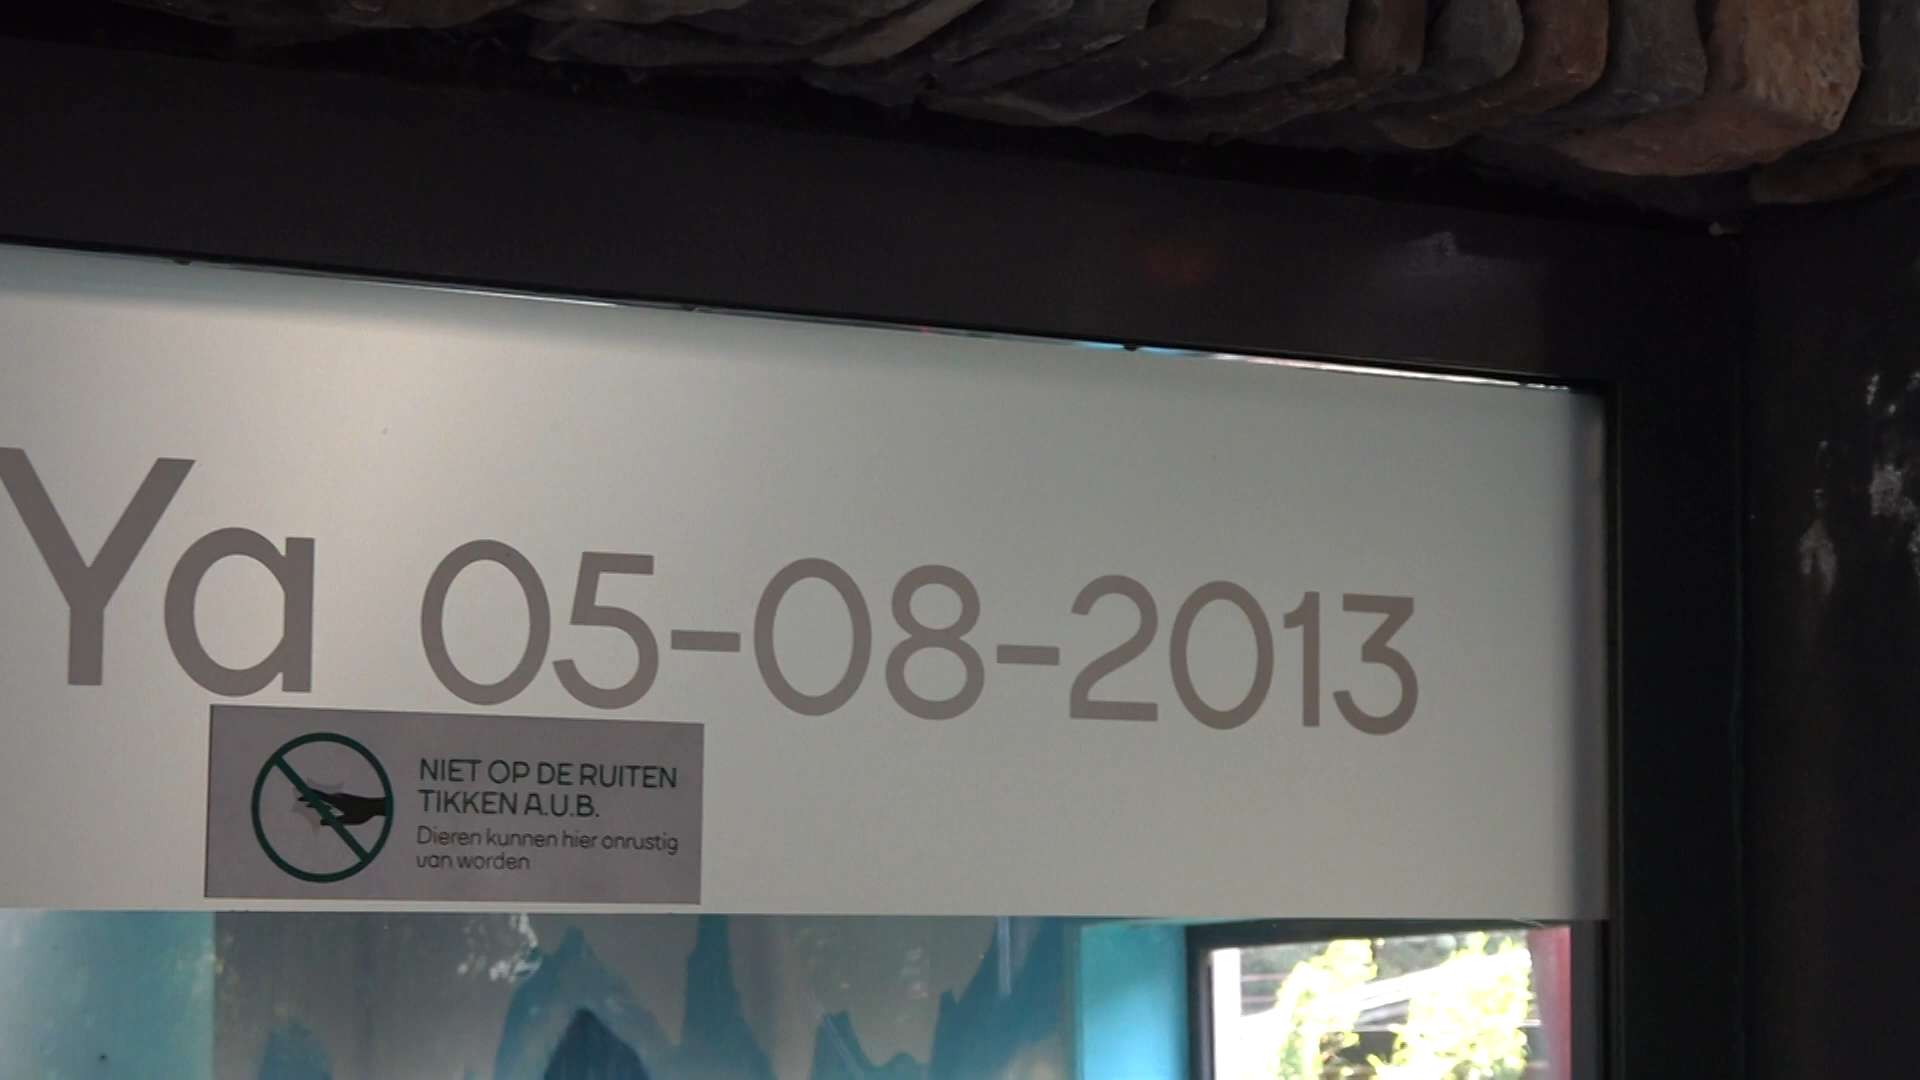 Ya 05-08-2013
NIET OP DE RUITEN
TIKKEN A.U.B.
Dieren kunnen hier onrustig
van worden